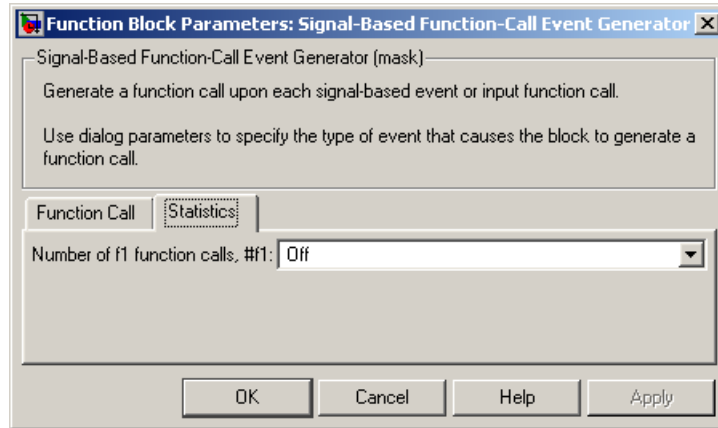 Function Block Parameters: Signal-Based Function-Call Event Generator
Signal-Based Function-Call Event Generator (mask)
Generate a function call upon each signal-based event or input function call.
Use dialog parameters to specify the type of event that causes the block to generate a
function call.
Function Call Statistics
Number of f1 function calls, #f1: Off
OK Cancel Help Apply